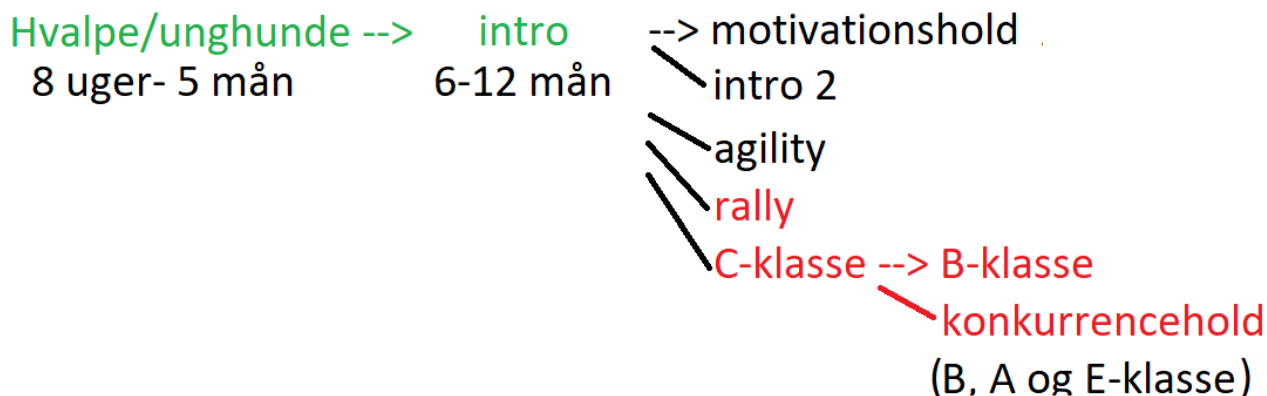 Hvalpe/unghunde --> intro --> motivationshold
8 uger- 5 mån 6-12 mån intro 2
agility
rally
C-klasse --> B-klasse
konkurrencehold
(B, A og E-klasse)